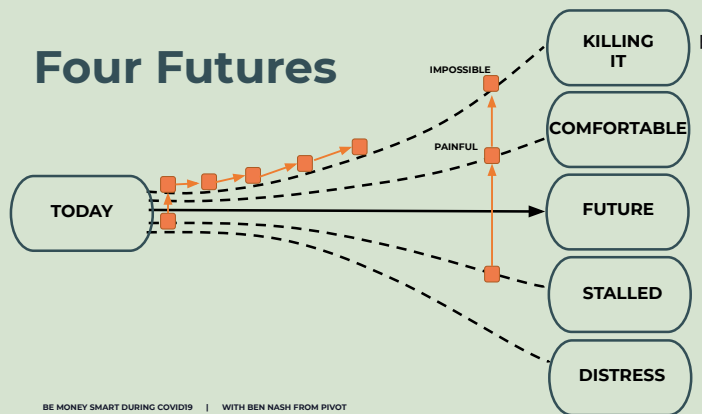 Four Futures
IMPOSSIBLE
KILLING
IT
COMFORTABLE
PAINFUL
TODAY
FUTURE
STALLED
DISTRESS
BE MONEY SMART DURING COVID19 | WITH BEN NASH FROM PIVOT